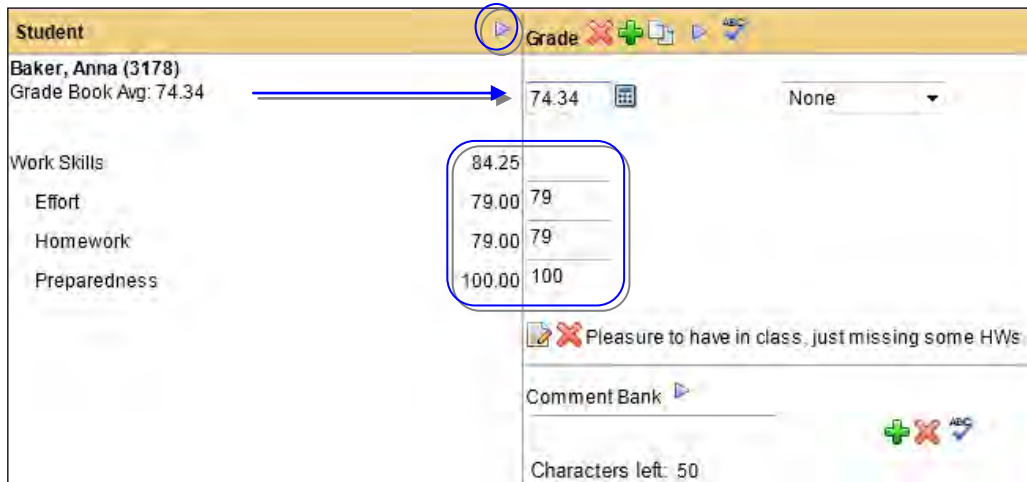 Student Grade ABC
Baker, Anna (3178)
Grade Book Avg: 74.34 74.34 None
Work Skills 84.25
Effort 79.00 79
Homework 79.00 79
Preparedness 100.00 100
Pleasure to have in class, just missing some HWs
Comment Bank
ABC
Characters left: 50